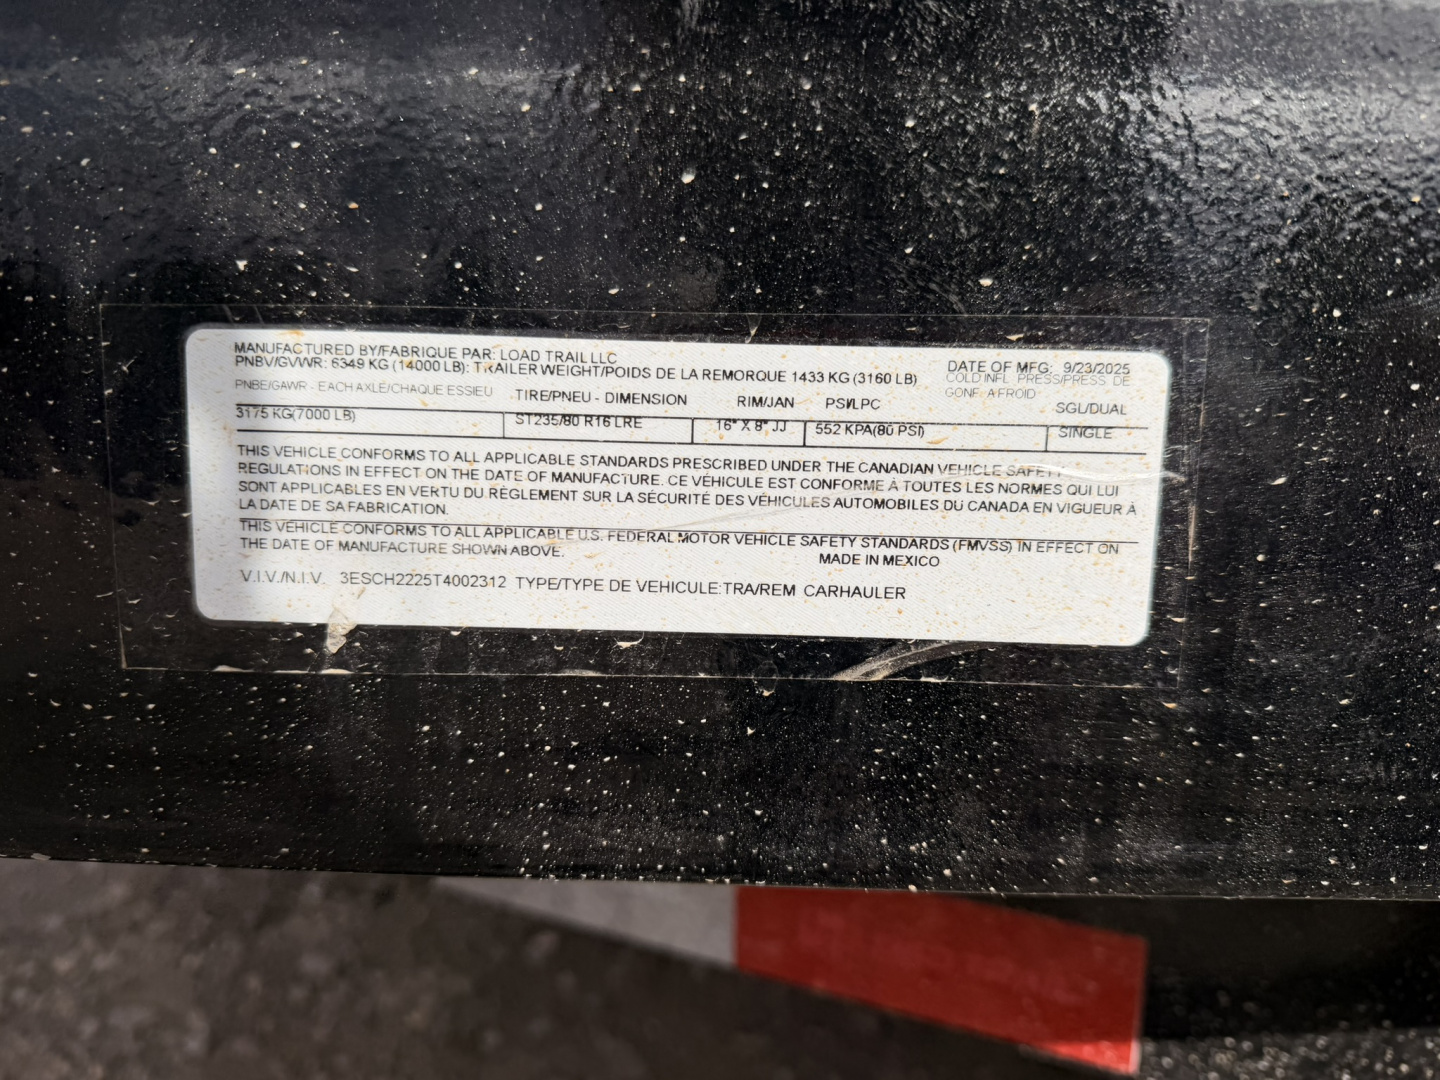 MANUFACTURED BY/FABRIQUE PAR: LOAD TRAIL LLC
DATE OF MFG: 9/23/2025
PNBV/GVWR: 6349 KG (14000 LB): TRAILER WEIGHT/POIDS DE LA REMORQUE 1433 KG (3160 LB)
COLD INFL PRESS/PRESS DE
GONF. A FROID
PNBE/GAWR - EACH AXLE/CHAQUE ESSIEU TIRE/PNEU - DIMENSION RIM/JAN PSI/LPC SGL/DUAL
3175 KG(7000 LB) ST235/80 R16 LRE 16" X 8" JJ 552 KPA(80 PSI) SINGLE
THIS VEHICLE CONFORMS TO ALL APPLICABLE STANDARDS PRESCRIBED UNDER THE CANADIAN VEHICLE SAFETY
REGULATIONS IN EFFECT ON THE DATE OF MANUFACTURE. CE VÉHICULE EST CONFORME À TOUTES LES NORMES QUI LUI
SONT APPLICABLES EN VERTU DU RÈGLEMENT SUR LA SÉCURITÉ DES VÉHICULES AUTOMOBILES DU CANADA EN VIGUEUR À
LA DATE DE SA FABRICATION.
THIS VEHICLE CONFORMS TO ALL APPLICABLE U.S. FEDERAL MOTOR VEHICLE SAFETY STANDARDS (FMVSS) IN EFFECT ON
THE DATE OF MANUFACTURE SHOWN ABOVE. MADE IN MEXICO
V.I.V./N.I.V. 3ESCH2225T4002312 TYPE/TYPE DE VEHICULE:TRA/REM CARHAULER